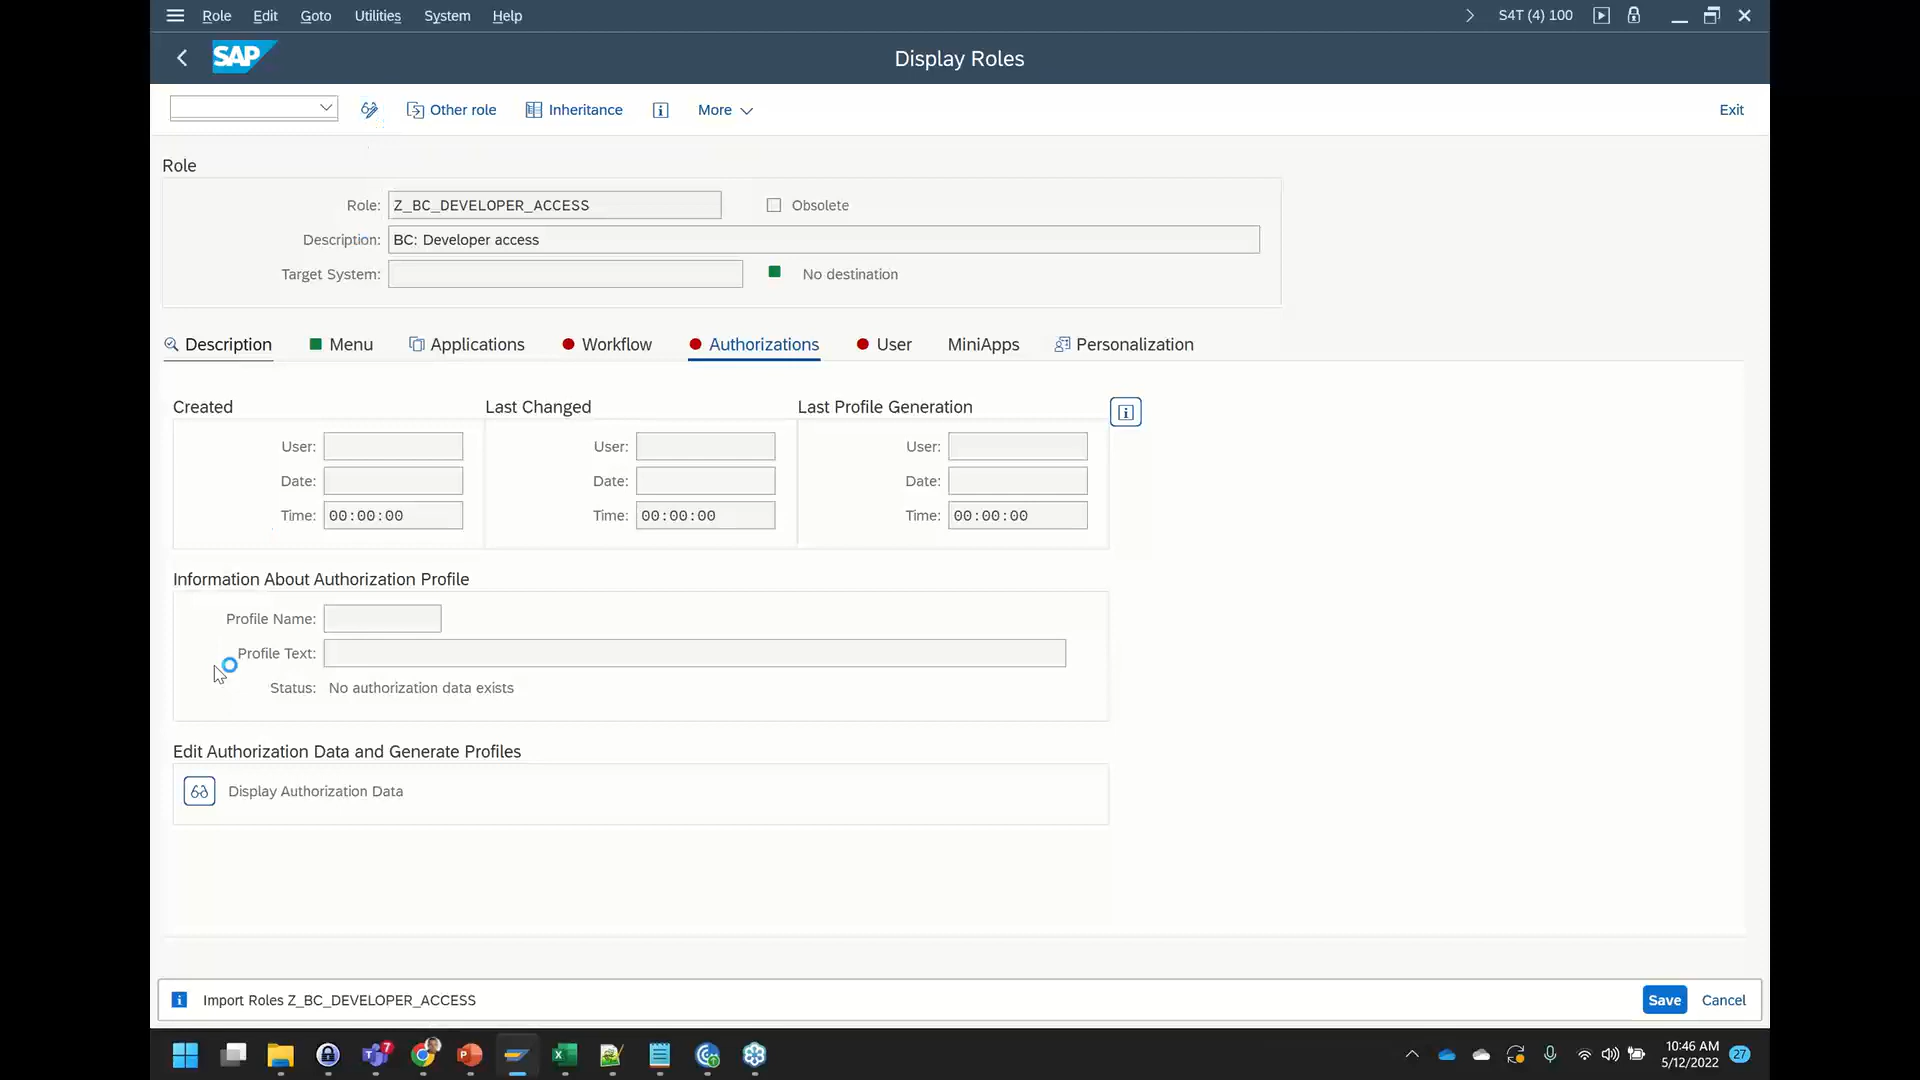 Role Edit Goto Utilities System Help S4T (4) 100
SAP Display Roles
Other role Inheritance More Exit
Role
Role: Z_BC_DEVELOPER_ACCESS Obsolete
Description: BC: Developer access
Target System: No destination
Description Menu Applications Workflow Authorizations User MiniApps Personalization
Created Last Changed Last Profile Generation
User: User: User:
Date: Date: Date:
Time: 00:00:00 Time: 00:00:00 Time: 00:00:00
Information About Authorization Profile
Profile Name:
Profile Text:
Status: No authorization data exists
Edit Authorization Data and Generate Profiles
Display Authorization Data
Import Roles Z_BC_DEVELOPER_ACCESS Save Cancel
7
10:46 AM
5/12/2022
27